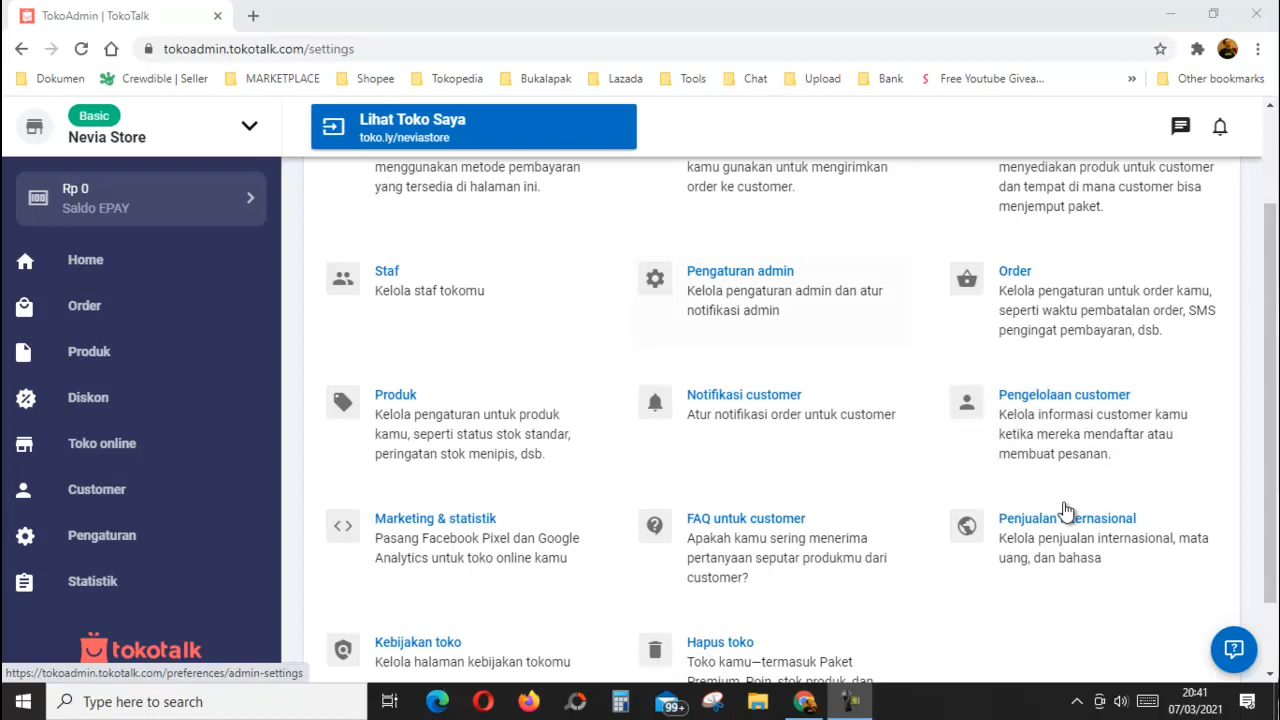 TokoAdmin | TokoTalk
tokoadmin.tokotalk.com/settings
Dokumen
Crewdible | Seller
MARKETPLACE
Shopee
Tokopedia
Bukalapak
Lazada
Tools
Chat
Upload
Bank
Free Youtube Givea...
Other bookmarks
Basic
Nevia Store
Lihat Toko Saya
toko.ly/neviastore
Rp 0
Saldo EPAY
Home
Order
Produk
Diskon
Toko online
Customer
Pengaturan
Statistik
tokotalk
menggunakan metode pembayaran
yang tersedia di halaman ini.
kamu gunakan untuk mengirimkan
order ke customer.
menyediakan produk untuk customer
dan tempat di mana customer bisa
menjemput paket.
Staf
Kelola staf tokomu
Pengaturan admin
Kelola pengaturan admin dan atur
notifikasi admin
Order
Kelola pengaturan untuk order kamu,
seperti waktu pembatalan order, SMS
pengingat pembayaran, dsb.
Produk
Kelola pengaturan untuk produk
kamu, seperti status stok standar,
peringatan stok menipis, dsb.
Notifikasi customer
Atur notifikasi order untuk customer
Pengelolaan customer
Kelola informasi customer kamu
ketika mereka mendaftar atau
membuat pesanan.
Marketing & statistik
Pasang Facebook Pixel dan Google
Analytics untuk toko online kamu
FAQ untuk customer
Apakah kamu sering menerima
pertanyaan seputar produkmu dari
customer?
Penjualan Internasional
Kelola penjualan internasional, mata
uang, dan bahasa
Kebijakan toko
Kelola halaman kebijakan tokomu
Hapus toko
Toko kamu—termasuk Paket
Premium, Poin, stok produk, dan
https://tokoadmin.tokotalk.com/preferences/admin-settings
Type here to search
99+
20:41
07/03/2021